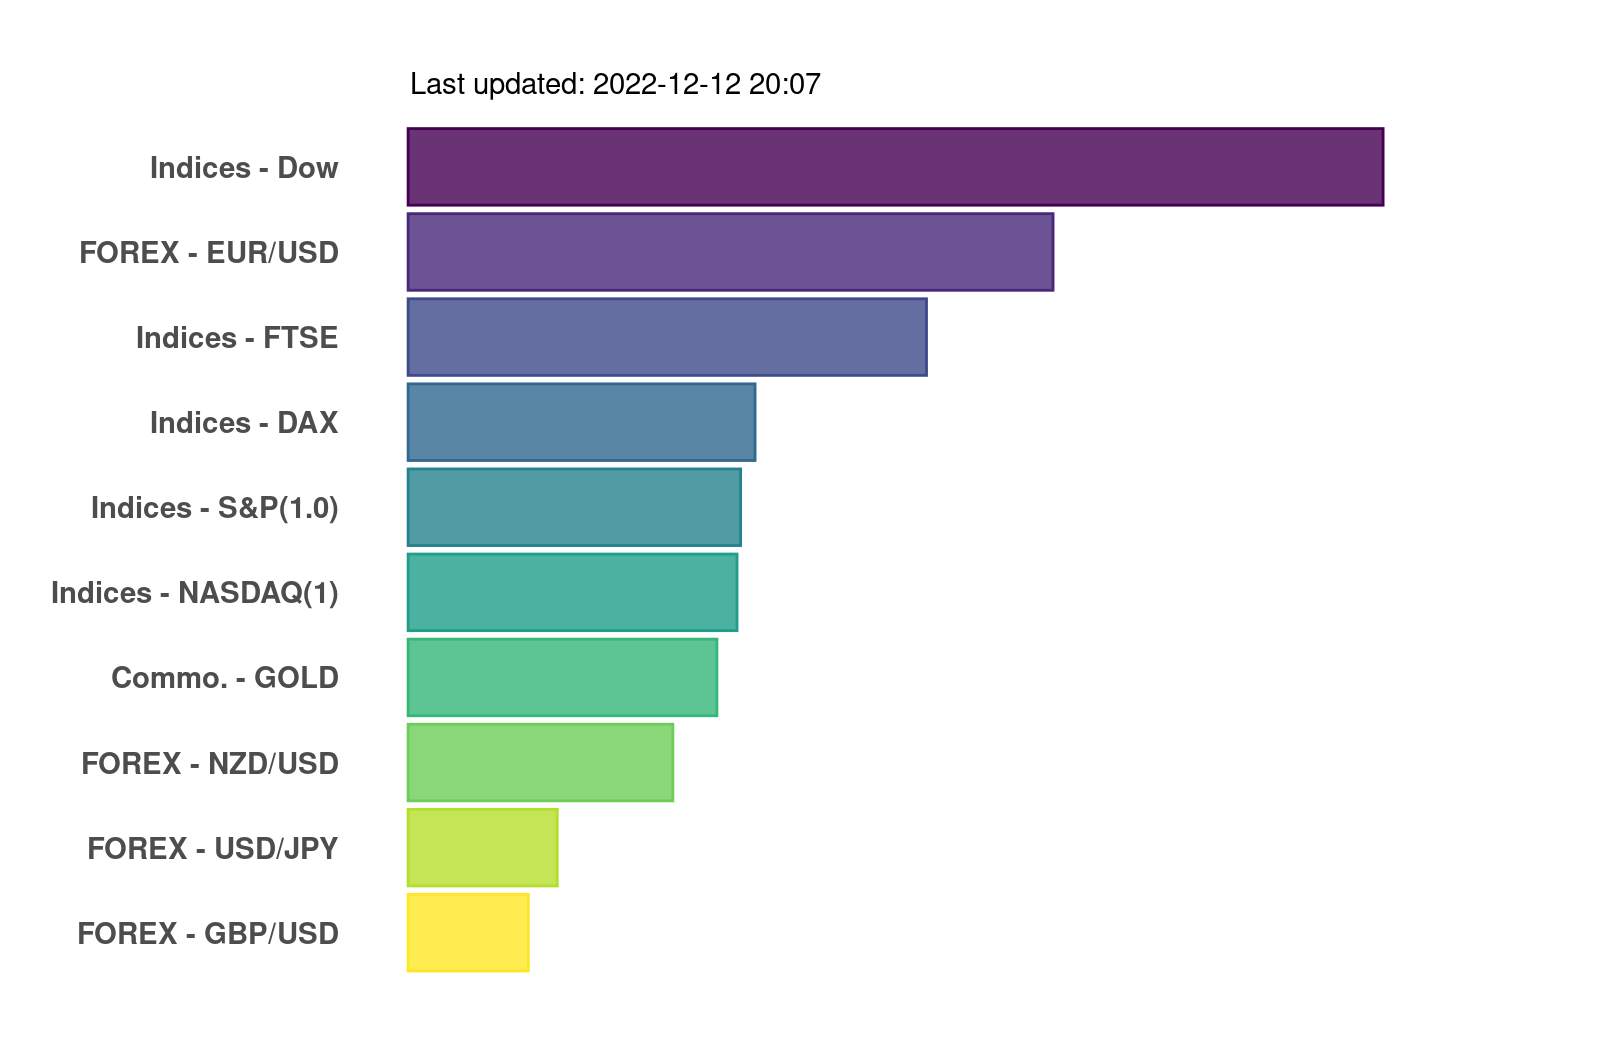 Last updated: 2022-12-12 20:07
Indices - Dow
FOREX - EUR/USD
Indices - FTSE
Indices - DAX
Indices - S&P(1.0)
Indices - NASDAQ(1)
Commo. - GOLD
FOREX - NZD/USD
FOREX - USD/JPY
FOREX - GBP/USD